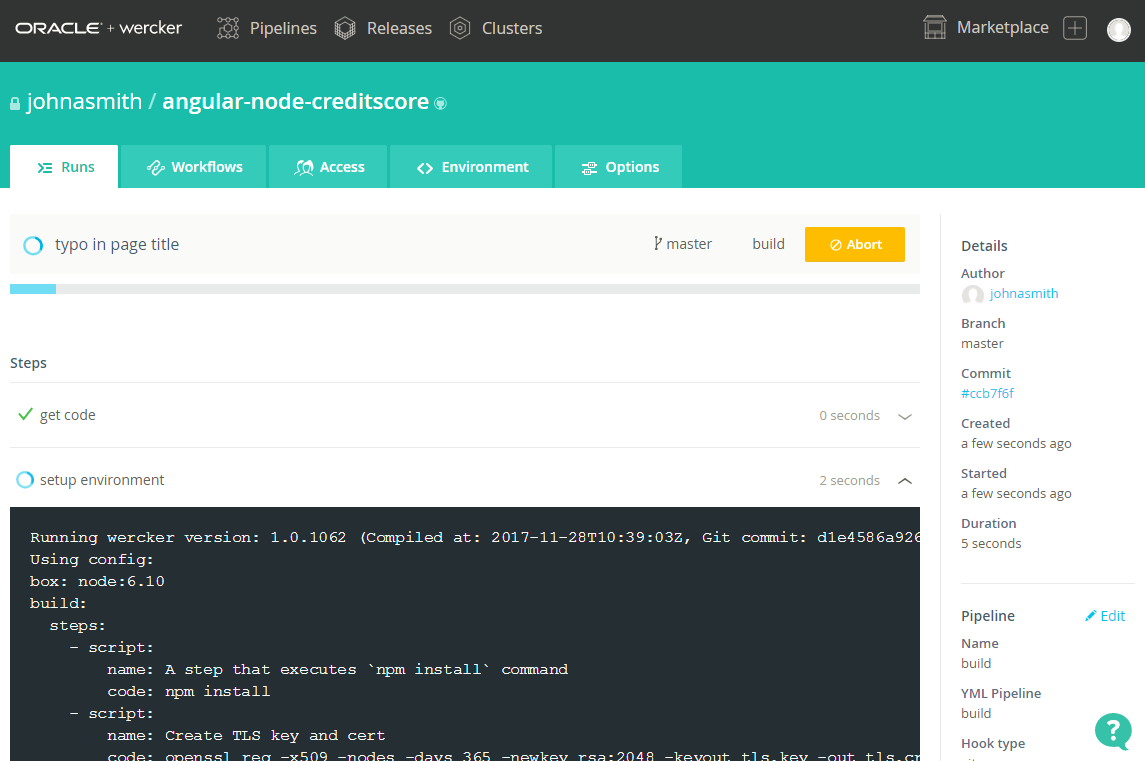 ORACLE + wercker Pipelines Releases Clusters Marketplace
johnasmith / angular-node-creditscore
Runs Workflows Access Environment Options
typo in page title master build Abort
Steps
get code 0 seconds
setup environment 2 seconds
Running wercker version: 1.0.1062 (Compiled at: 2017-11-28T10:39:03Z, Git commit: d1e4586a926
Using config:
box: node:6.10
build:
steps:
- script:
name: A step that executes `npm install` command
code: npm install
- script:
name: Create TLS key and cert
code: openssl req -x509 -nodes -days 365 -newkey rsa:2048 -keyout tls.key -out tls.cr
Details
Author
johnasmith
Branch
master
Commit
#ccb7f6f
Created
a few seconds ago
Started
a few seconds ago
Duration
5 seconds
Pipeline Edit
Name
build
YML Pipeline
build
Hook type
?